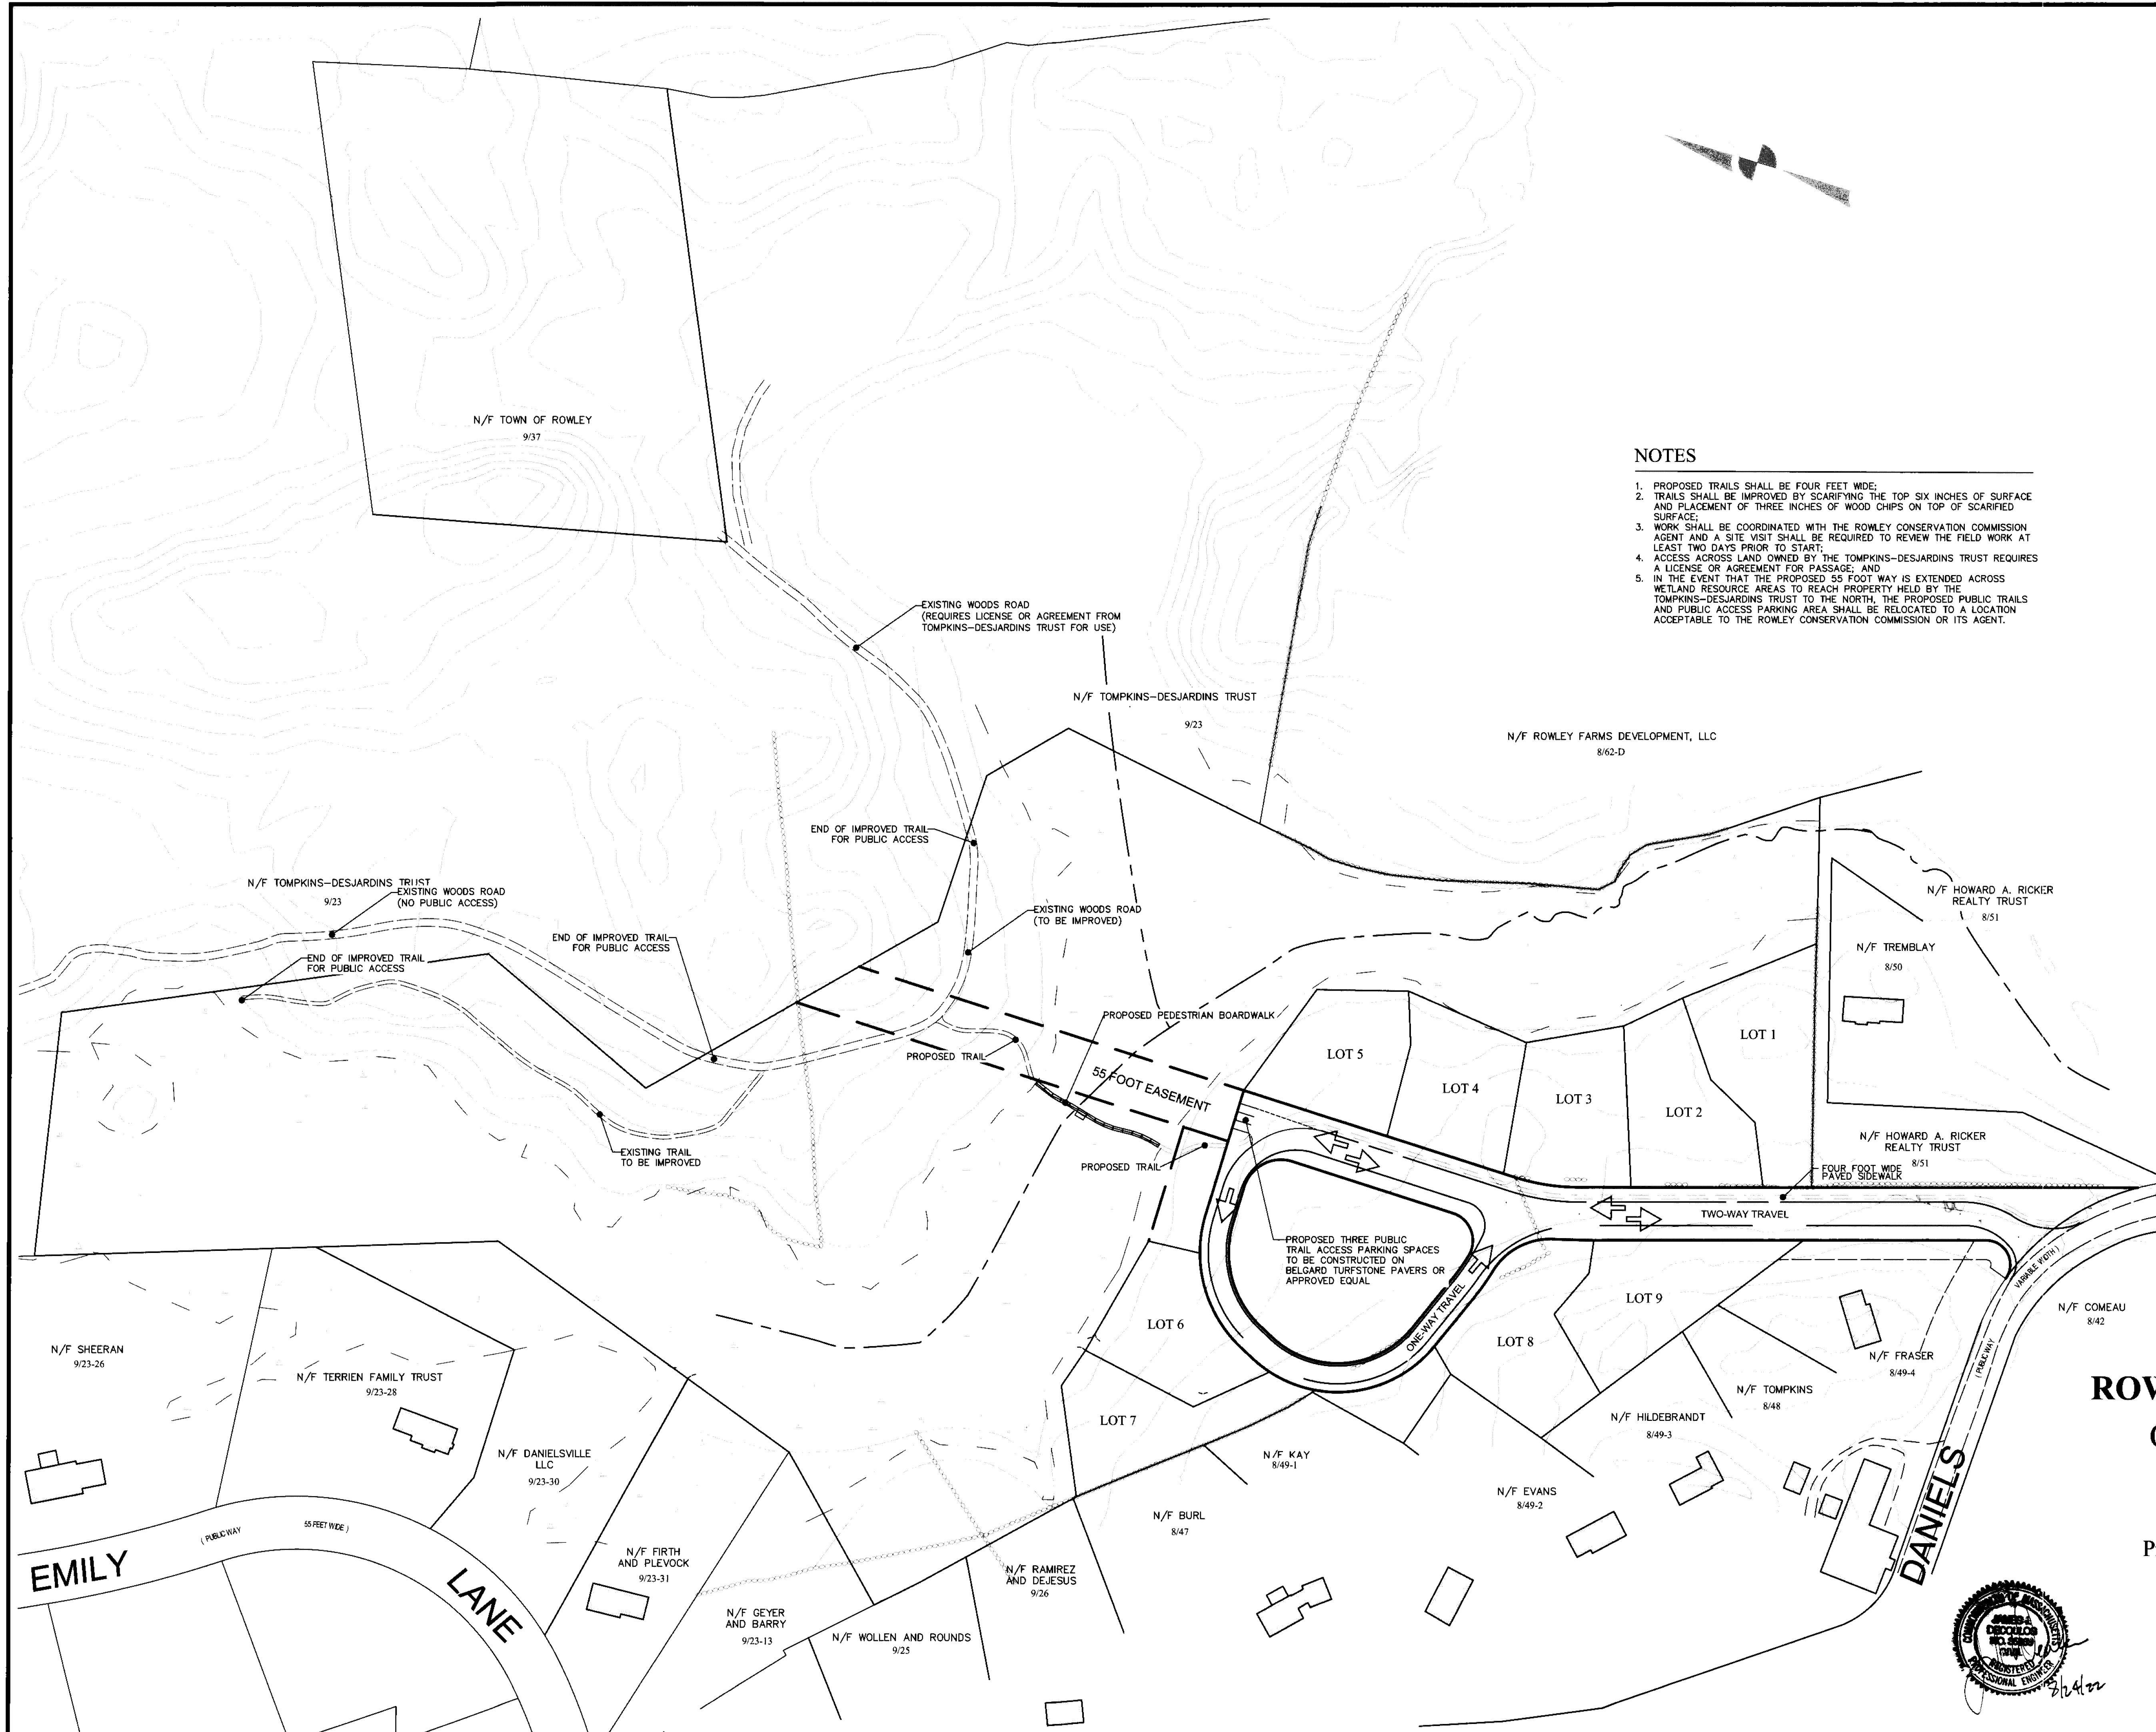 N/F TOWN OF ROWLEY
9/37
NOTES
1. PROPOSED TRAILS SHALL BE FOUR FEET WIDE;
2. TRAILS SHALL BE IMPROVED BY SCARIFYING THE TOP SIX INCHES OF SURFACE
AND PLACEMENT OF THREE INCHES OF WOOD CHIPS ON TOP OF SCARIFIED
SURFACE;
3. WORK SHALL BE COORDINATED WITH THE ROWLEY CONSERVATION COMMISSION
AGENT AND A SITE VISIT SHALL BE REQUIRED TO REVIEW THE FIELD WORK AT
LEAST TWO DAYS PRIOR TO START;
4. ACCESS ACROSS LAND OWNED BY THE TOMPKINS-DESJARDINS TRUST REQUIRES
A LICENSE OR AGREEMENT FOR PASSAGE; AND
5. IN THE EVENT THAT THE PROPOSED 55 FOOT WAY IS EXTENDED ACROSS
WETLAND RESOURCE AREAS TO REACH PROPERTY HELD BY THE
TOMPKINS-DESJARDINS TRUST TO THE NORTH, THE PROPOSED PUBLIC TRAILS
AND PUBLIC ACCESS PARKING AREA SHALL BE RELOCATED TO A LOCATION
ACCEPTABLE TO THE ROWLEY CONSERVATION COMMISSION OR ITS AGENT.
EXISTING WOODS ROAD
(REQUIRES LICENSE OR AGREEMENT FROM
TOMPKINS-DESJARDINS TRUST FOR USE)
N/F TOMPKINS-DESJARDINS TRUST
9/23
N/F ROWLEY FARMS DEVELOPMENT, LLC
8/62-D
END OF IMPROVED TRAIL
FOR PUBLIC ACCESS
N/F TOMPKINS-DESJARDINS TRUST
9/23
EXISTING WOODS ROAD
(NO PUBLIC ACCESS)
END OF IMPROVED TRAIL
FOR PUBLIC ACCESS
END OF IMPROVED TRAIL
FOR PUBLIC ACCESS
EXISTING WOODS ROAD
(TO BE IMPROVED)
N/F HOWARD A. RICKER
REALTY TRUST
8/51
N/F TREMBLAY
8/50
PROPOSED PEDESTRIAN BOARDWALK
PROPOSED TRAIL
55 FOOT EASEMENT
LOT 5
LOT 4
LOT 3
LOT 2
LOT 1
N/F HOWARD A. RICKER
REALTY TRUST
8/51
FOUR FOOT WIDE
PAVED SIDEWALK
EXISTING TRAIL
TO BE IMPROVED
PROPOSED TRAIL
TWO-WAY TRAVEL
PROPOSED THREE PUBLIC
TRAIL ACCESS PARKING SPACES
TO BE CONSTRUCTED ON
BELGARD TURFSTONE PAVERS OR
APPROVED EQUAL
ONE-WAY TRAVEL
VARIABLE WIDTH )
( PUBLIC WAY
LOT 6
LOT 7
LOT 8
LOT 9
N/F COMEAU
8/42
N/F FRASER
8/49-4
N/F TOMPKINS
8/48
N/F HILDEBRANDT
8/49-3
N/F SHEERAN
9/23-26
N/F TERRIEN FAMILY TRUST
9/23-28
N/F DANIELSVILLE
LLC
9/23-30
N/F KAY
8/49-1
N/F EVANS
8/49-2
N/F BURL
8/47
( PUBLIC WAY
55 FEET WIDE )
EMILY
LANE
N/F FIRTH
AND PLEVOCK
9/23-31
N/F GEYER
AND BARRY
9/23-13
N/F WOLLEN AND ROUNDS
9/25
N/F RAMIREZ
AND DEJESUS
9/26
DANIELS
COMMONWEALTH OF MASSACHUSETTS
JAMES J.
DECOULOS
CIVIL
REGISTERED
PROFESSIONAL ENGINEER
8/24/22